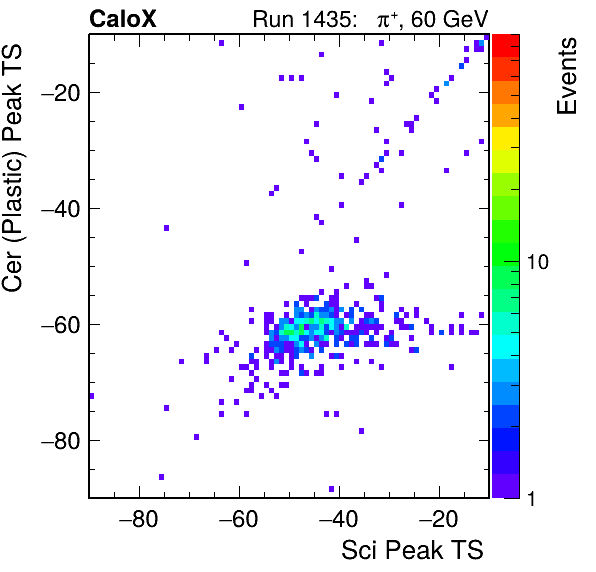 CaloX Run 1435: π⁺, 60 GeV
Cer (Plastic) Peak TS
−20
−40
−60
−80
−80 −60 −40 −20
Sci Peak TS
Events
10
1